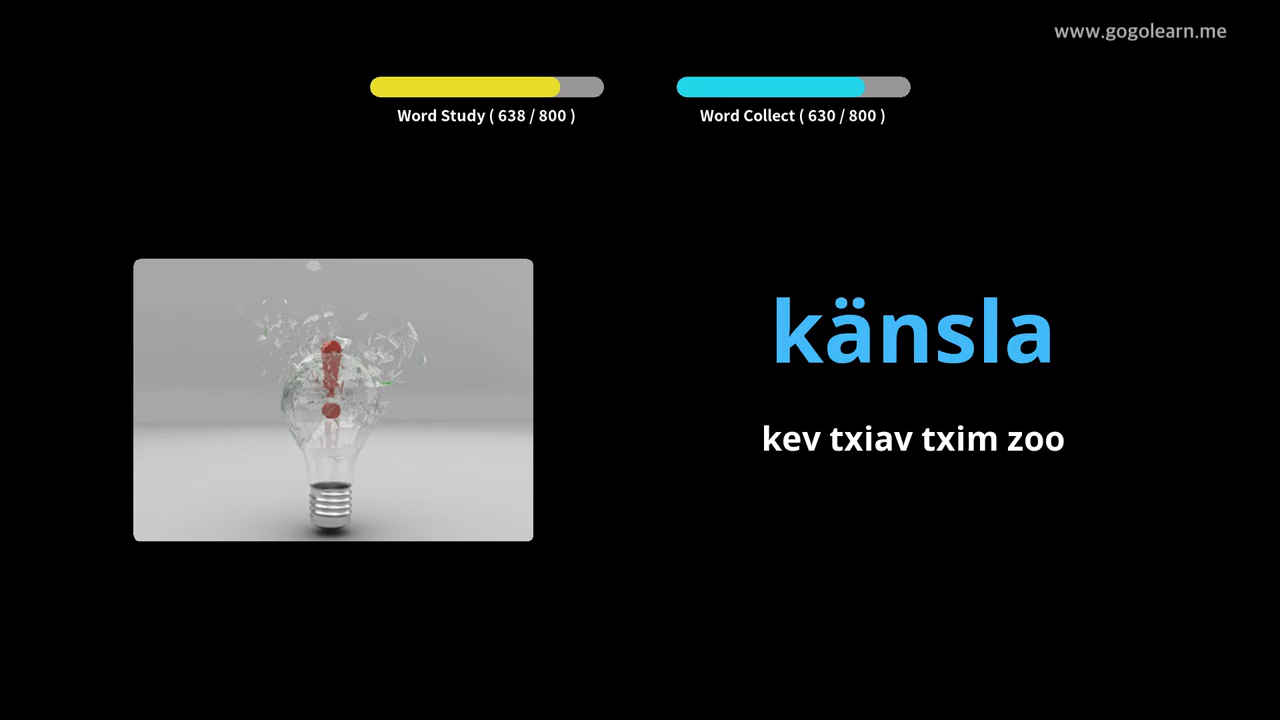 www.gogolearn.me
Word Study ( 638 / 800 )
Word Collect ( 630 / 800 )
känsla
kev txiav txim zoo